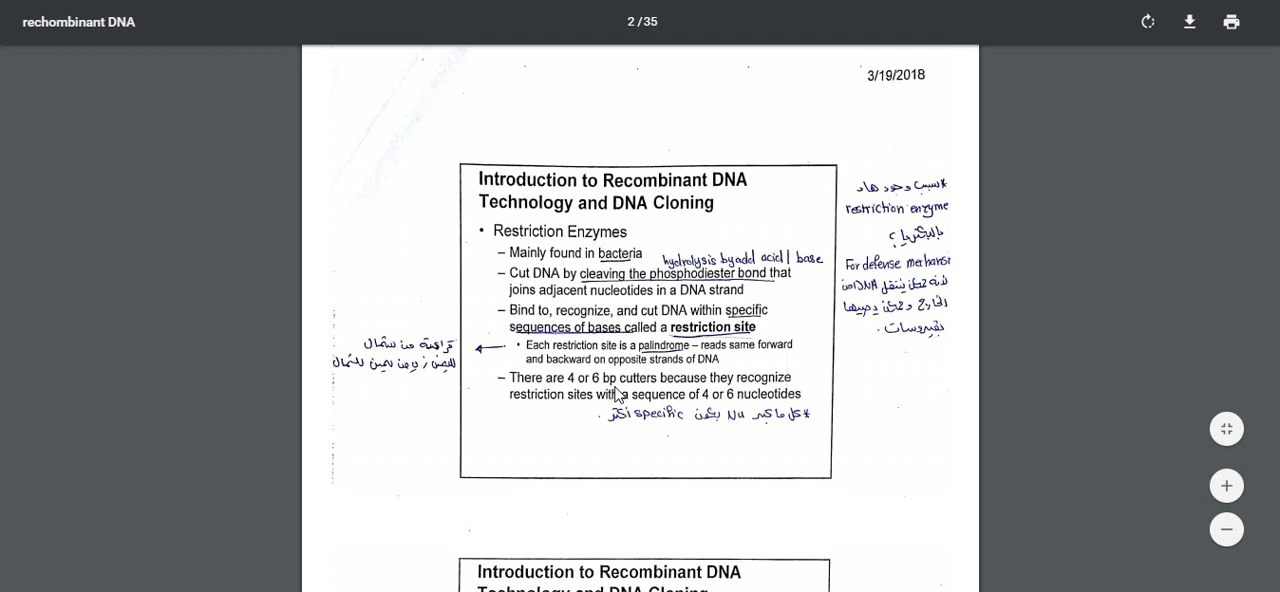 rechombinant DNA
2 / 35
3/19/2018
Introduction to Recombinant DNA
Technology and DNA Cloning
• Restriction Enzymes
– Mainly found in bacteria
hydrolysis by add acid | base
– Cut DNA by cleaving the phosphodiester bond that
joins adjacent nucleotides in a DNA strand
– Bind to, recognize, and cut DNA within specific
sequences of bases called a restriction site
• Each restriction site is a palindrome – reads same forward
and backward on opposite strands of DNA
– There are 4 or 6 bp cutters because they recognize
restriction sites with a sequence of 4 or 6 nucleotides
* كل ما كبر Nu بكون specific أكثر .
* سبب وجود هاد
restriction enzyme
بالبكتيريا ؟
For defense
لأنه ممكن ينتقل DNA من
الخارج و ممكن
بفيروسات .
من شمال
لليمين من يمين للشمال
Introduction to Recombinant DNA
Technology and DNA Cloning